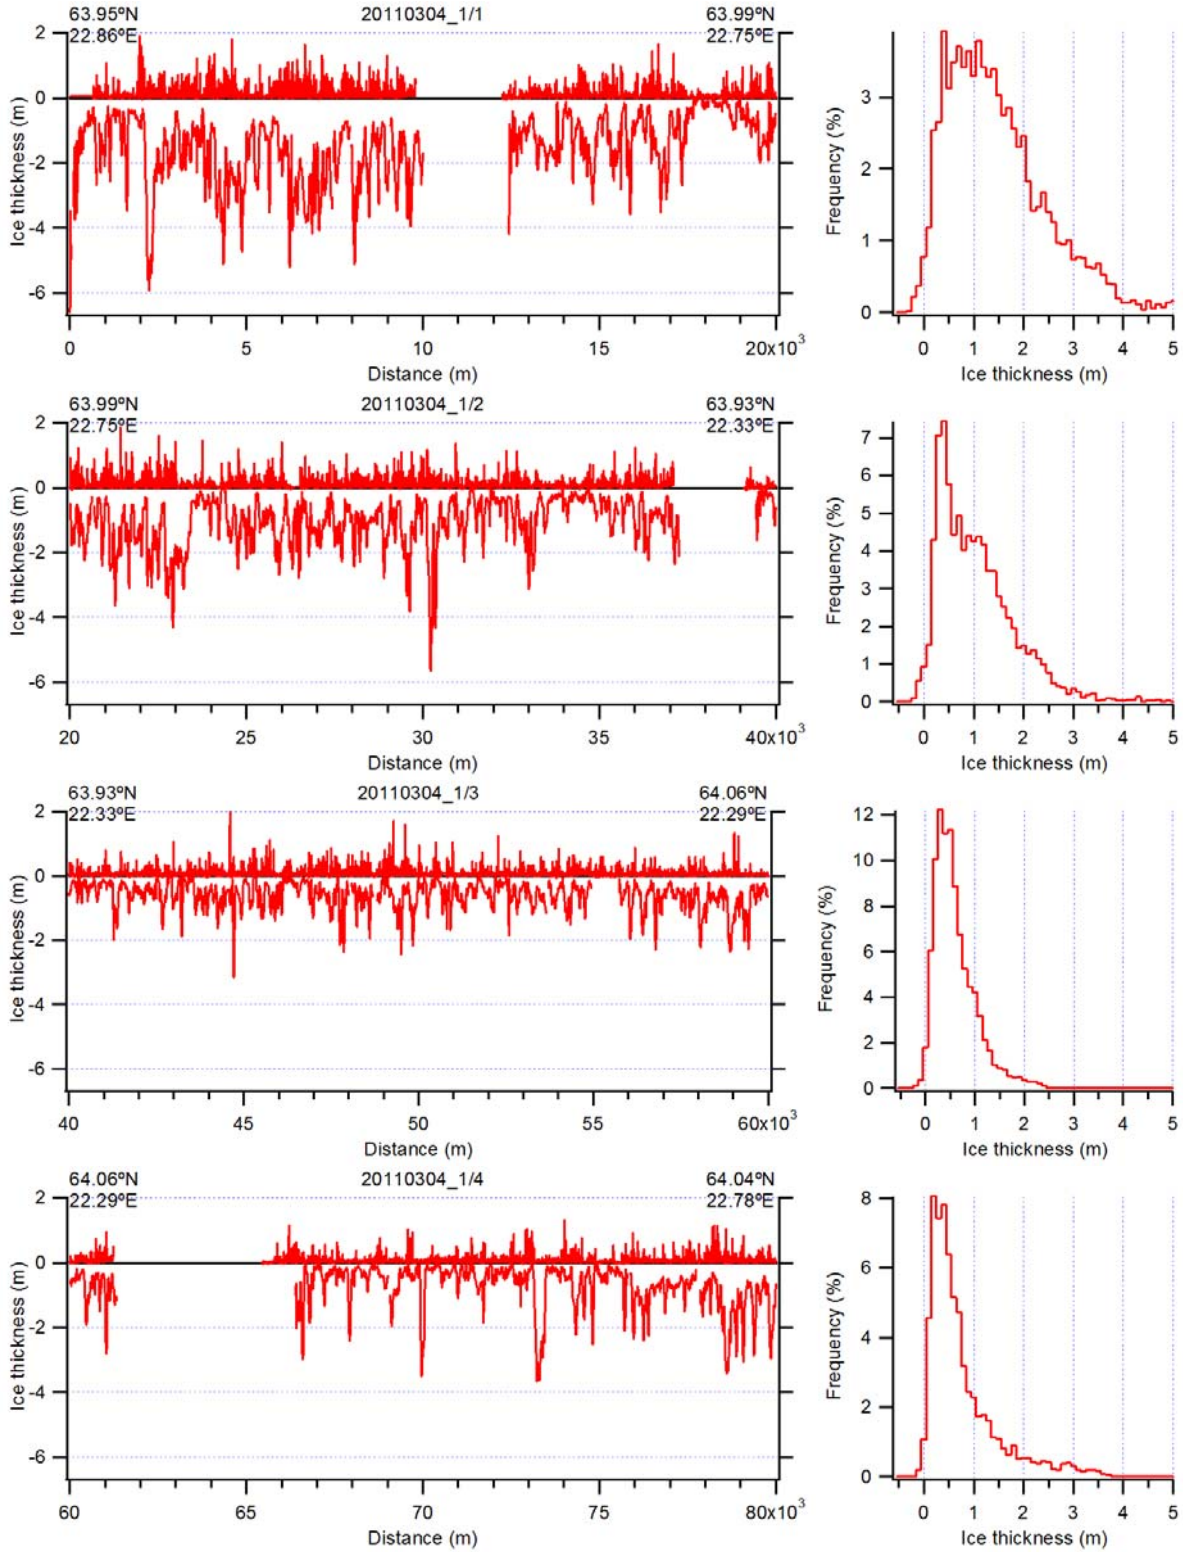 63.95ºN 20110304_1/1 63.99ºN
22.86ºE 22.75ºE
2
0
-2
-4
-6
Ice thickness (m)
0 5 10 15 20x10³
Distance (m)
3
2
1
0
Frequency (%)
0 1 2 3 4 5
Ice thickness (m)
63.99ºN 20110304_1/2 63.93ºN
22.75ºE 22.33ºE
2
0
-2
-4
-6
Ice thickness (m)
20 25 30 35 40x10³
Distance (m)
7
6
5
4
3
2
1
0
Frequency (%)
0 1 2 3 4 5
Ice thickness (m)
63.93ºN 20110304_1/3 64.06ºN
22.33ºE 22.29ºE
2
0
-2
-4
-6
Ice thickness (m)
40 45 50 55 60x10³
Distance (m)
12
10
8
6
4
2
0
Frequency (%)
0 1 2 3 4 5
Ice thickness (m)
64.06ºN 20110304_1/4 64.04ºN
22.29ºE 22.78ºE
2
0
-2
-4
-6
Ice thickness (m)
60 65 70 75 80x10³
Distance (m)
8
6
4
2
0
Frequency (%)
0 1 2 3 4 5
Ice thickness (m)